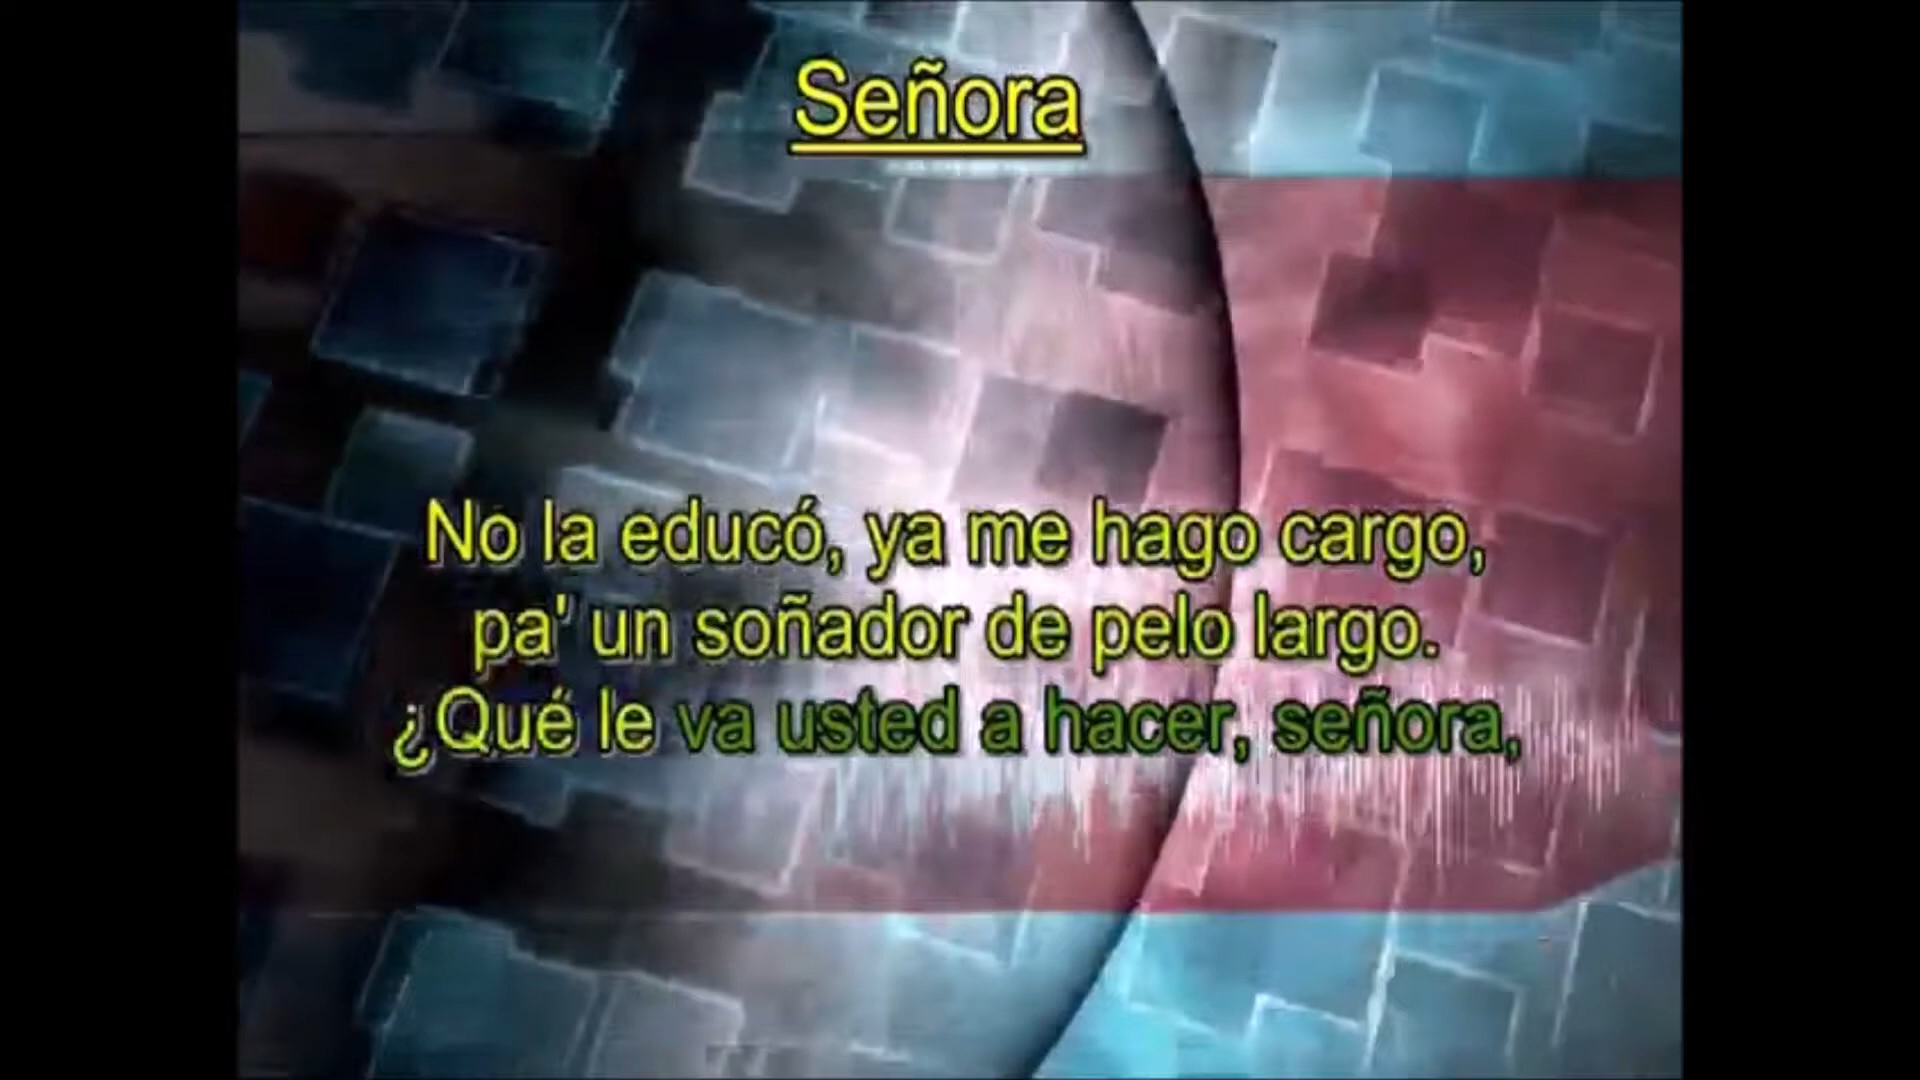 Señora
No la educó, ya me hago cargo,
pa' un soñador de pelo largo.
¿Qué le va usted a hacer, señora,